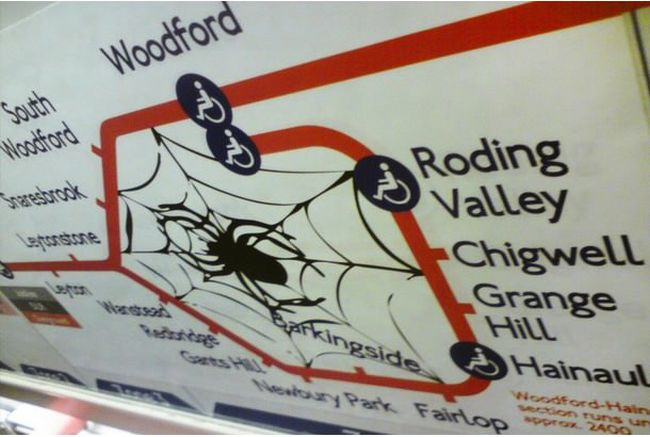 Woodford
South
Woodford
Snaresbrook
Leytonstone
Leyton
Wanstead
Redbridge
Gants Hill
Newbury Park
Barkingside
Fairlop
Roding
Valley
Chigwell
Grange
Hill
Hainaul
Woodford-Hain
section runs un
approx. 2400